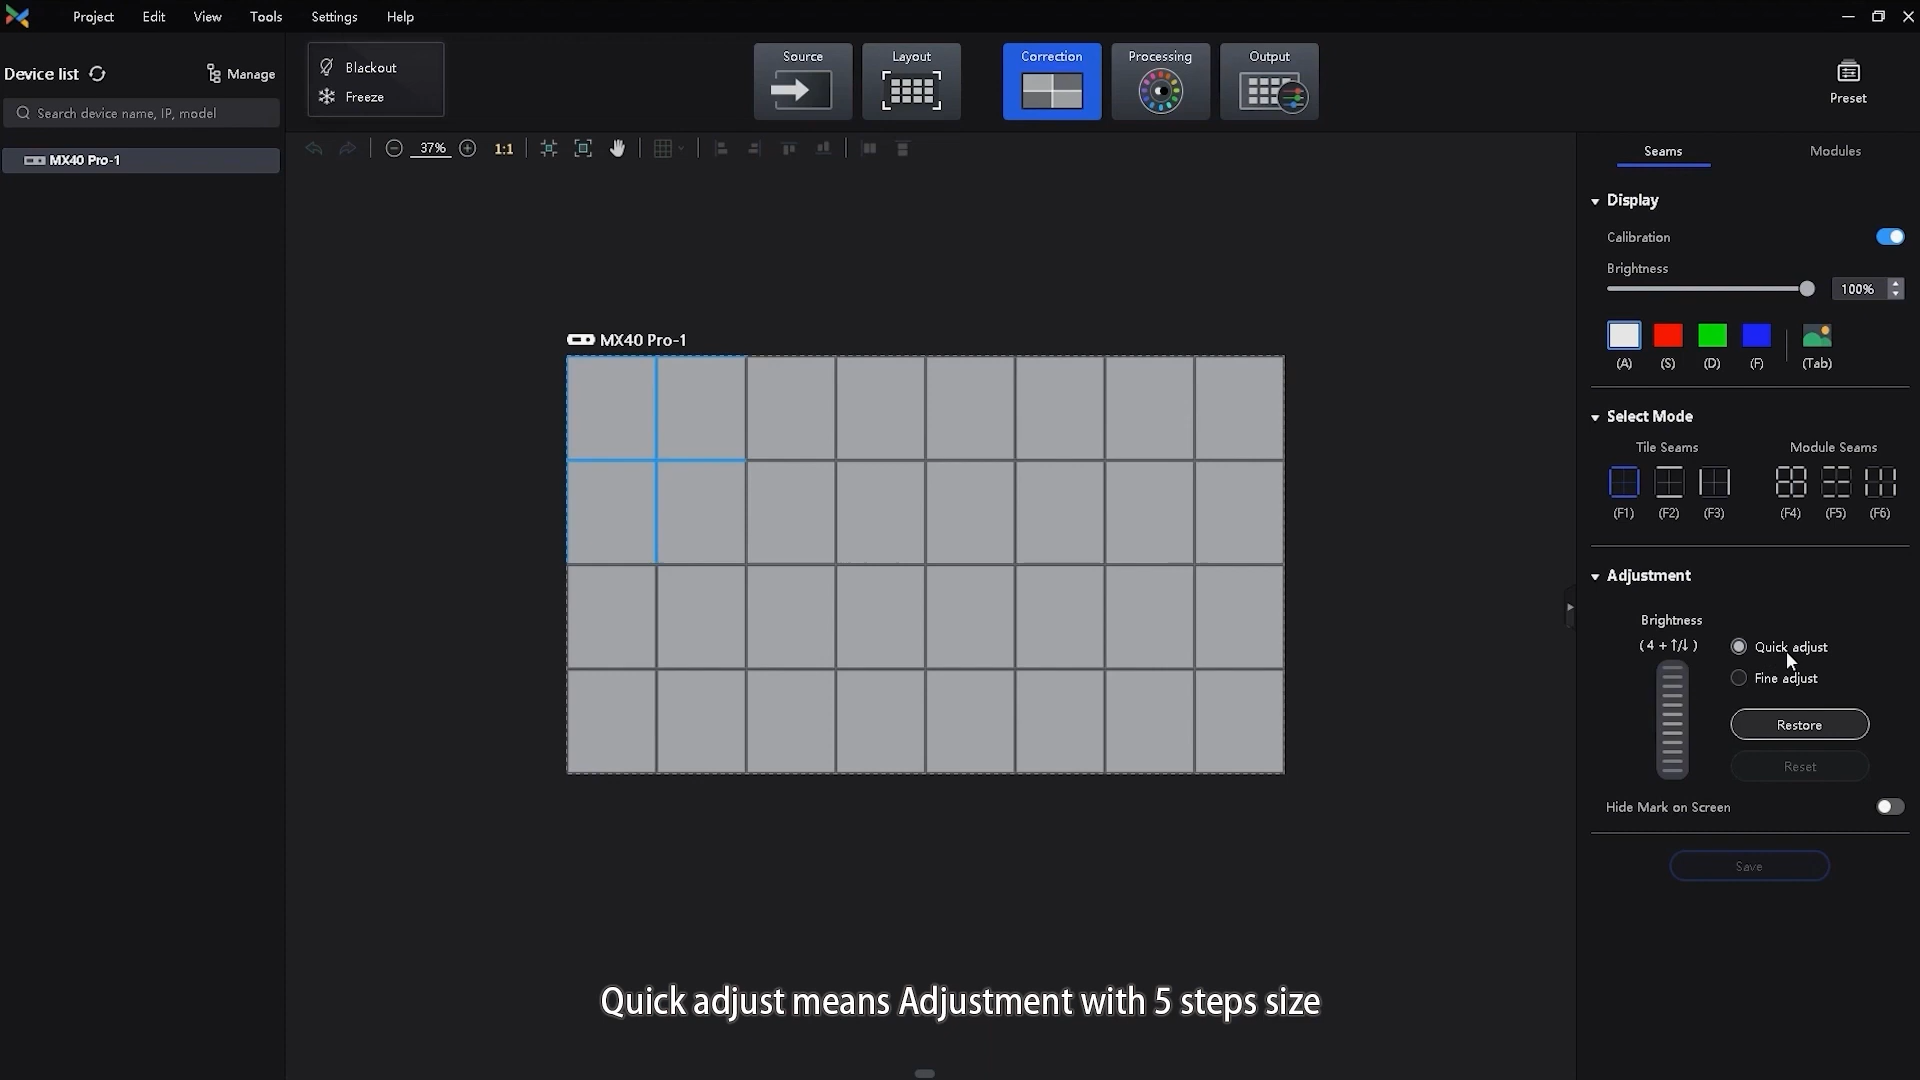 Project Edit View Tools Settings Help
Device list Manage
Search device name, IP, model
MX40 Pro-1
Blackout
Freeze
Source Layout Correction Processing Output
Preset
37% 1:1
MX40 Pro-1
Seams Modules
Display
Calibration
Brightness
100%
(A) (S) (D) (F) (Tab)
Select Mode
Tile Seams Module Seams
(F1) (F2) (F3) (F4) (F5) (F6)
Adjustment
Brightness
( 4 + ↑/↓ )
Quick adjust
Fine adjust
Restore
Reset
Hide Mark on Screen
Save
Quick adjust means Adjustment with 5 steps size